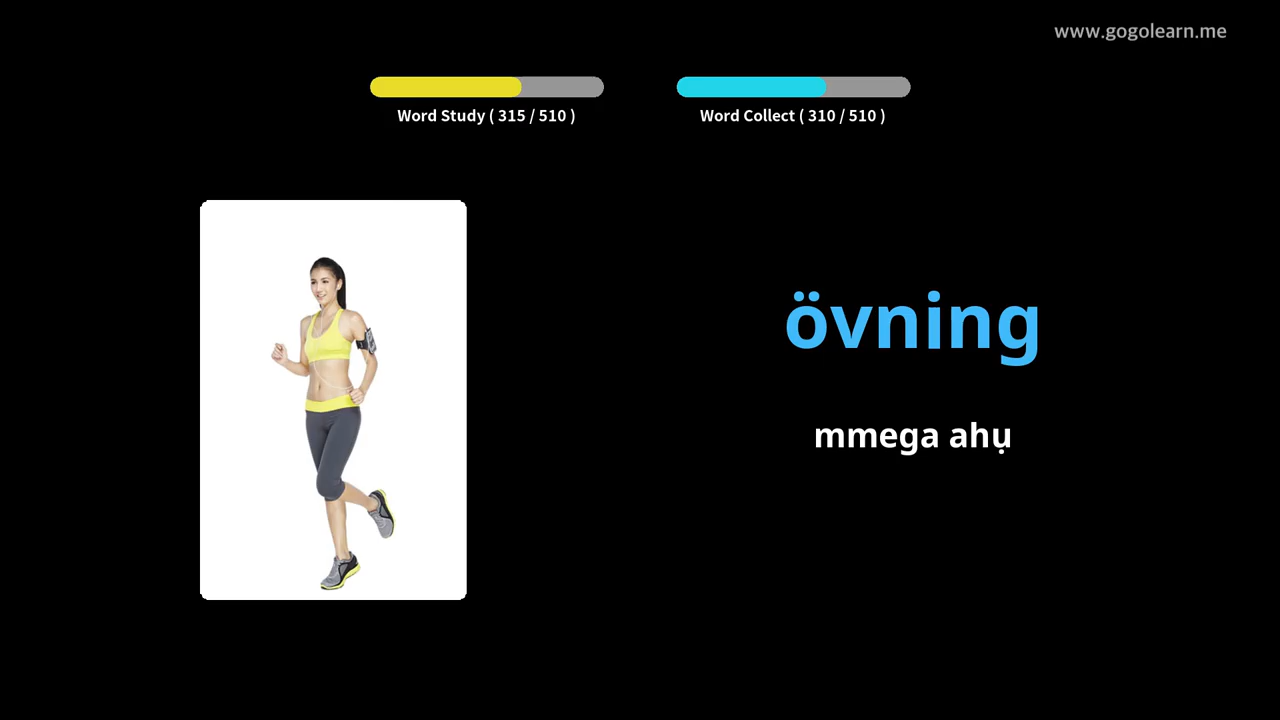 www.gogolearn.me
Word Study ( 315 / 510 )
Word Collect ( 310 / 510 )
övning
mmega ahụ